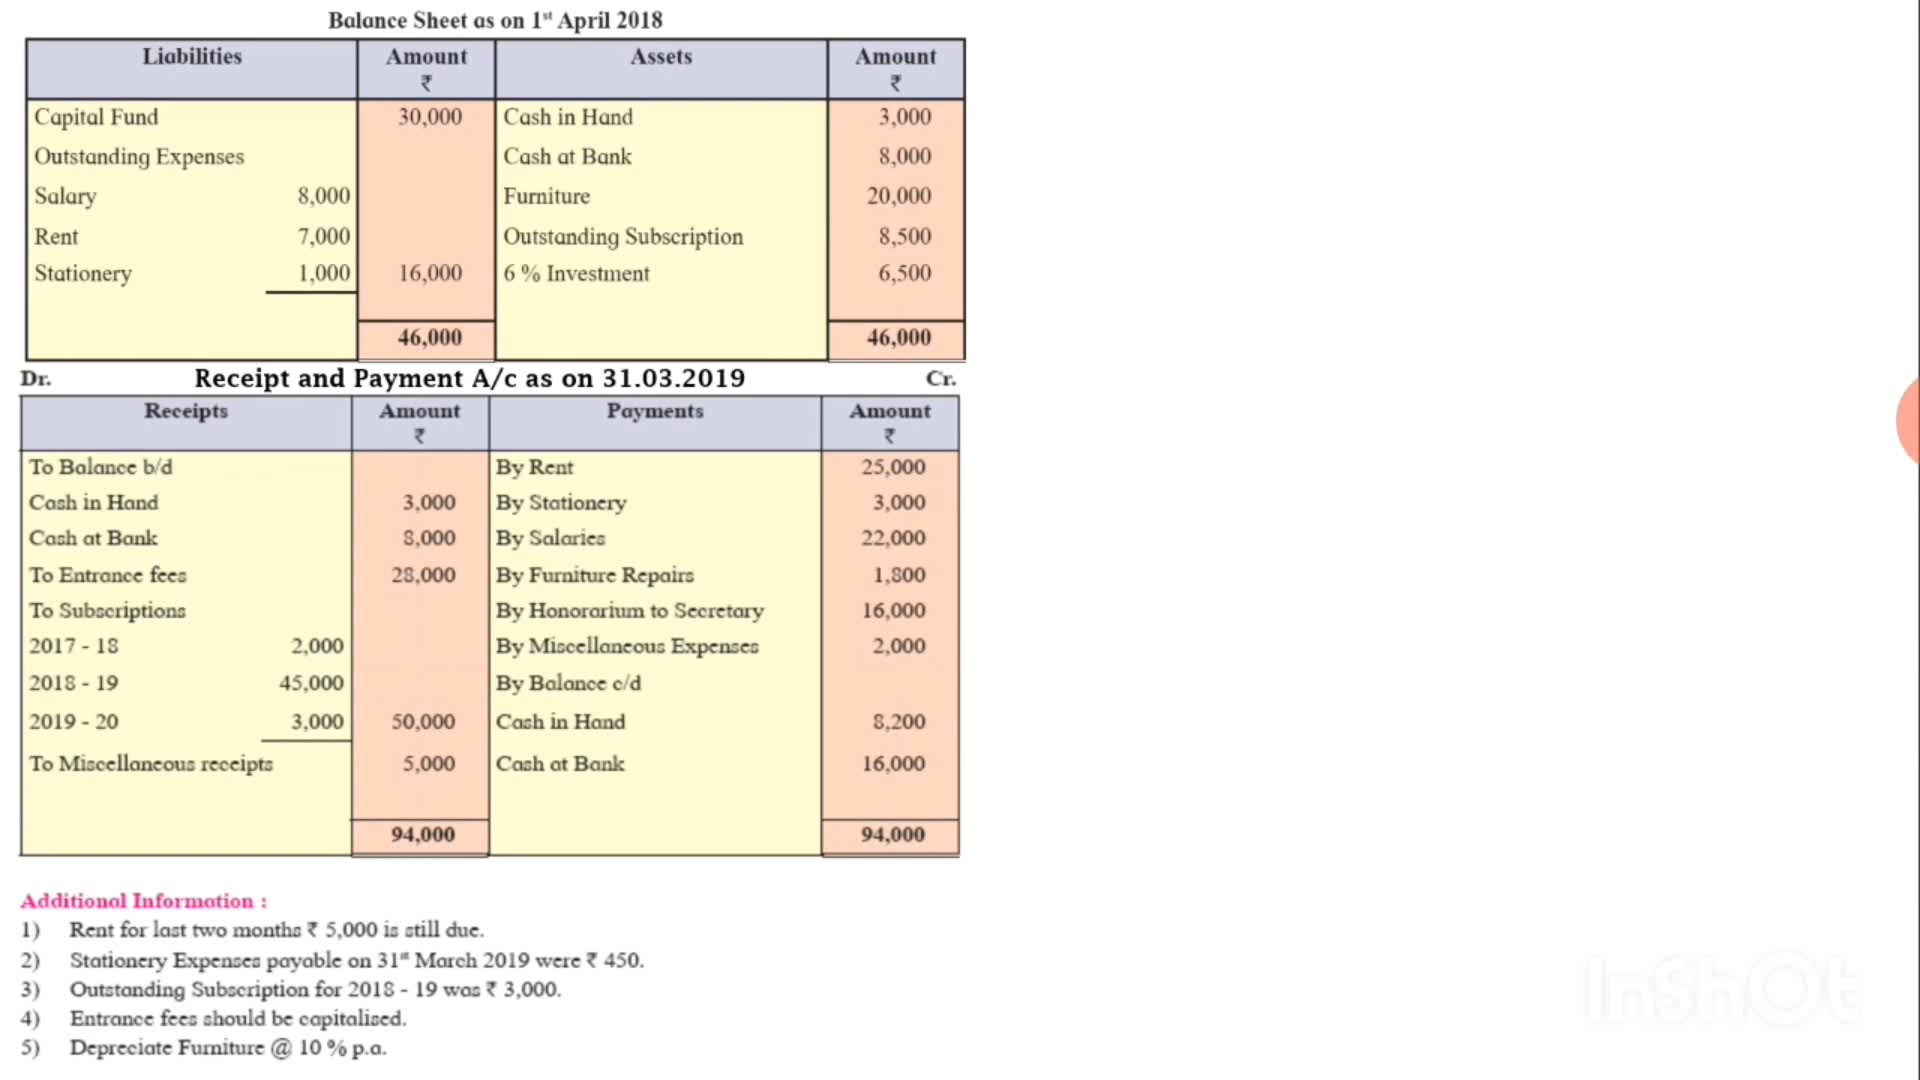 Balance Sheet as on 1st April 2018
Liabilities Amount ₹ Assets Amount ₹
Capital Fund 30,000 Cash in Hand 3,000
Outstanding Expenses Cash at Bank 8,000
Salary 8,000 Furniture 20,000
Rent 7,000 Outstanding Subscription 8,500
Stationery 1,000 16,000 6 % Investment 6,500
46,000 46,000
Dr. Receipt and Payment A/c as on 31.03.2019 Cr.
Receipts Amount ₹ Payments Amount ₹
To Balance b/d By Rent 25,000
Cash in Hand 3,000 By Stationery 3,000
Cash at Bank 8,000 By Salaries 22,000
To Entrance fees 28,000 By Furniture Repairs 1,800
To Subscriptions By Honorarium to Secretary 16,000
2017 - 18 2,000 By Miscellaneous Expenses 2,000
2018 - 19 45,000 By Balance c/d
2019 - 20 3,000 50,000 Cash in Hand 8,200
To Miscellaneous receipts 5,000 Cash at Bank 16,000
94,000 94,000
Additional Information :
1) Rent for last two months ₹ 5,000 is still due.
2) Stationery Expenses payable on 31st March 2019 were ₹ 450.
3) Outstanding Subscription for 2018 - 19 was ₹ 3,000.
4) Entrance fees should be capitalised.
5) Depreciate Furniture @ 10 % p.a.
InShOt